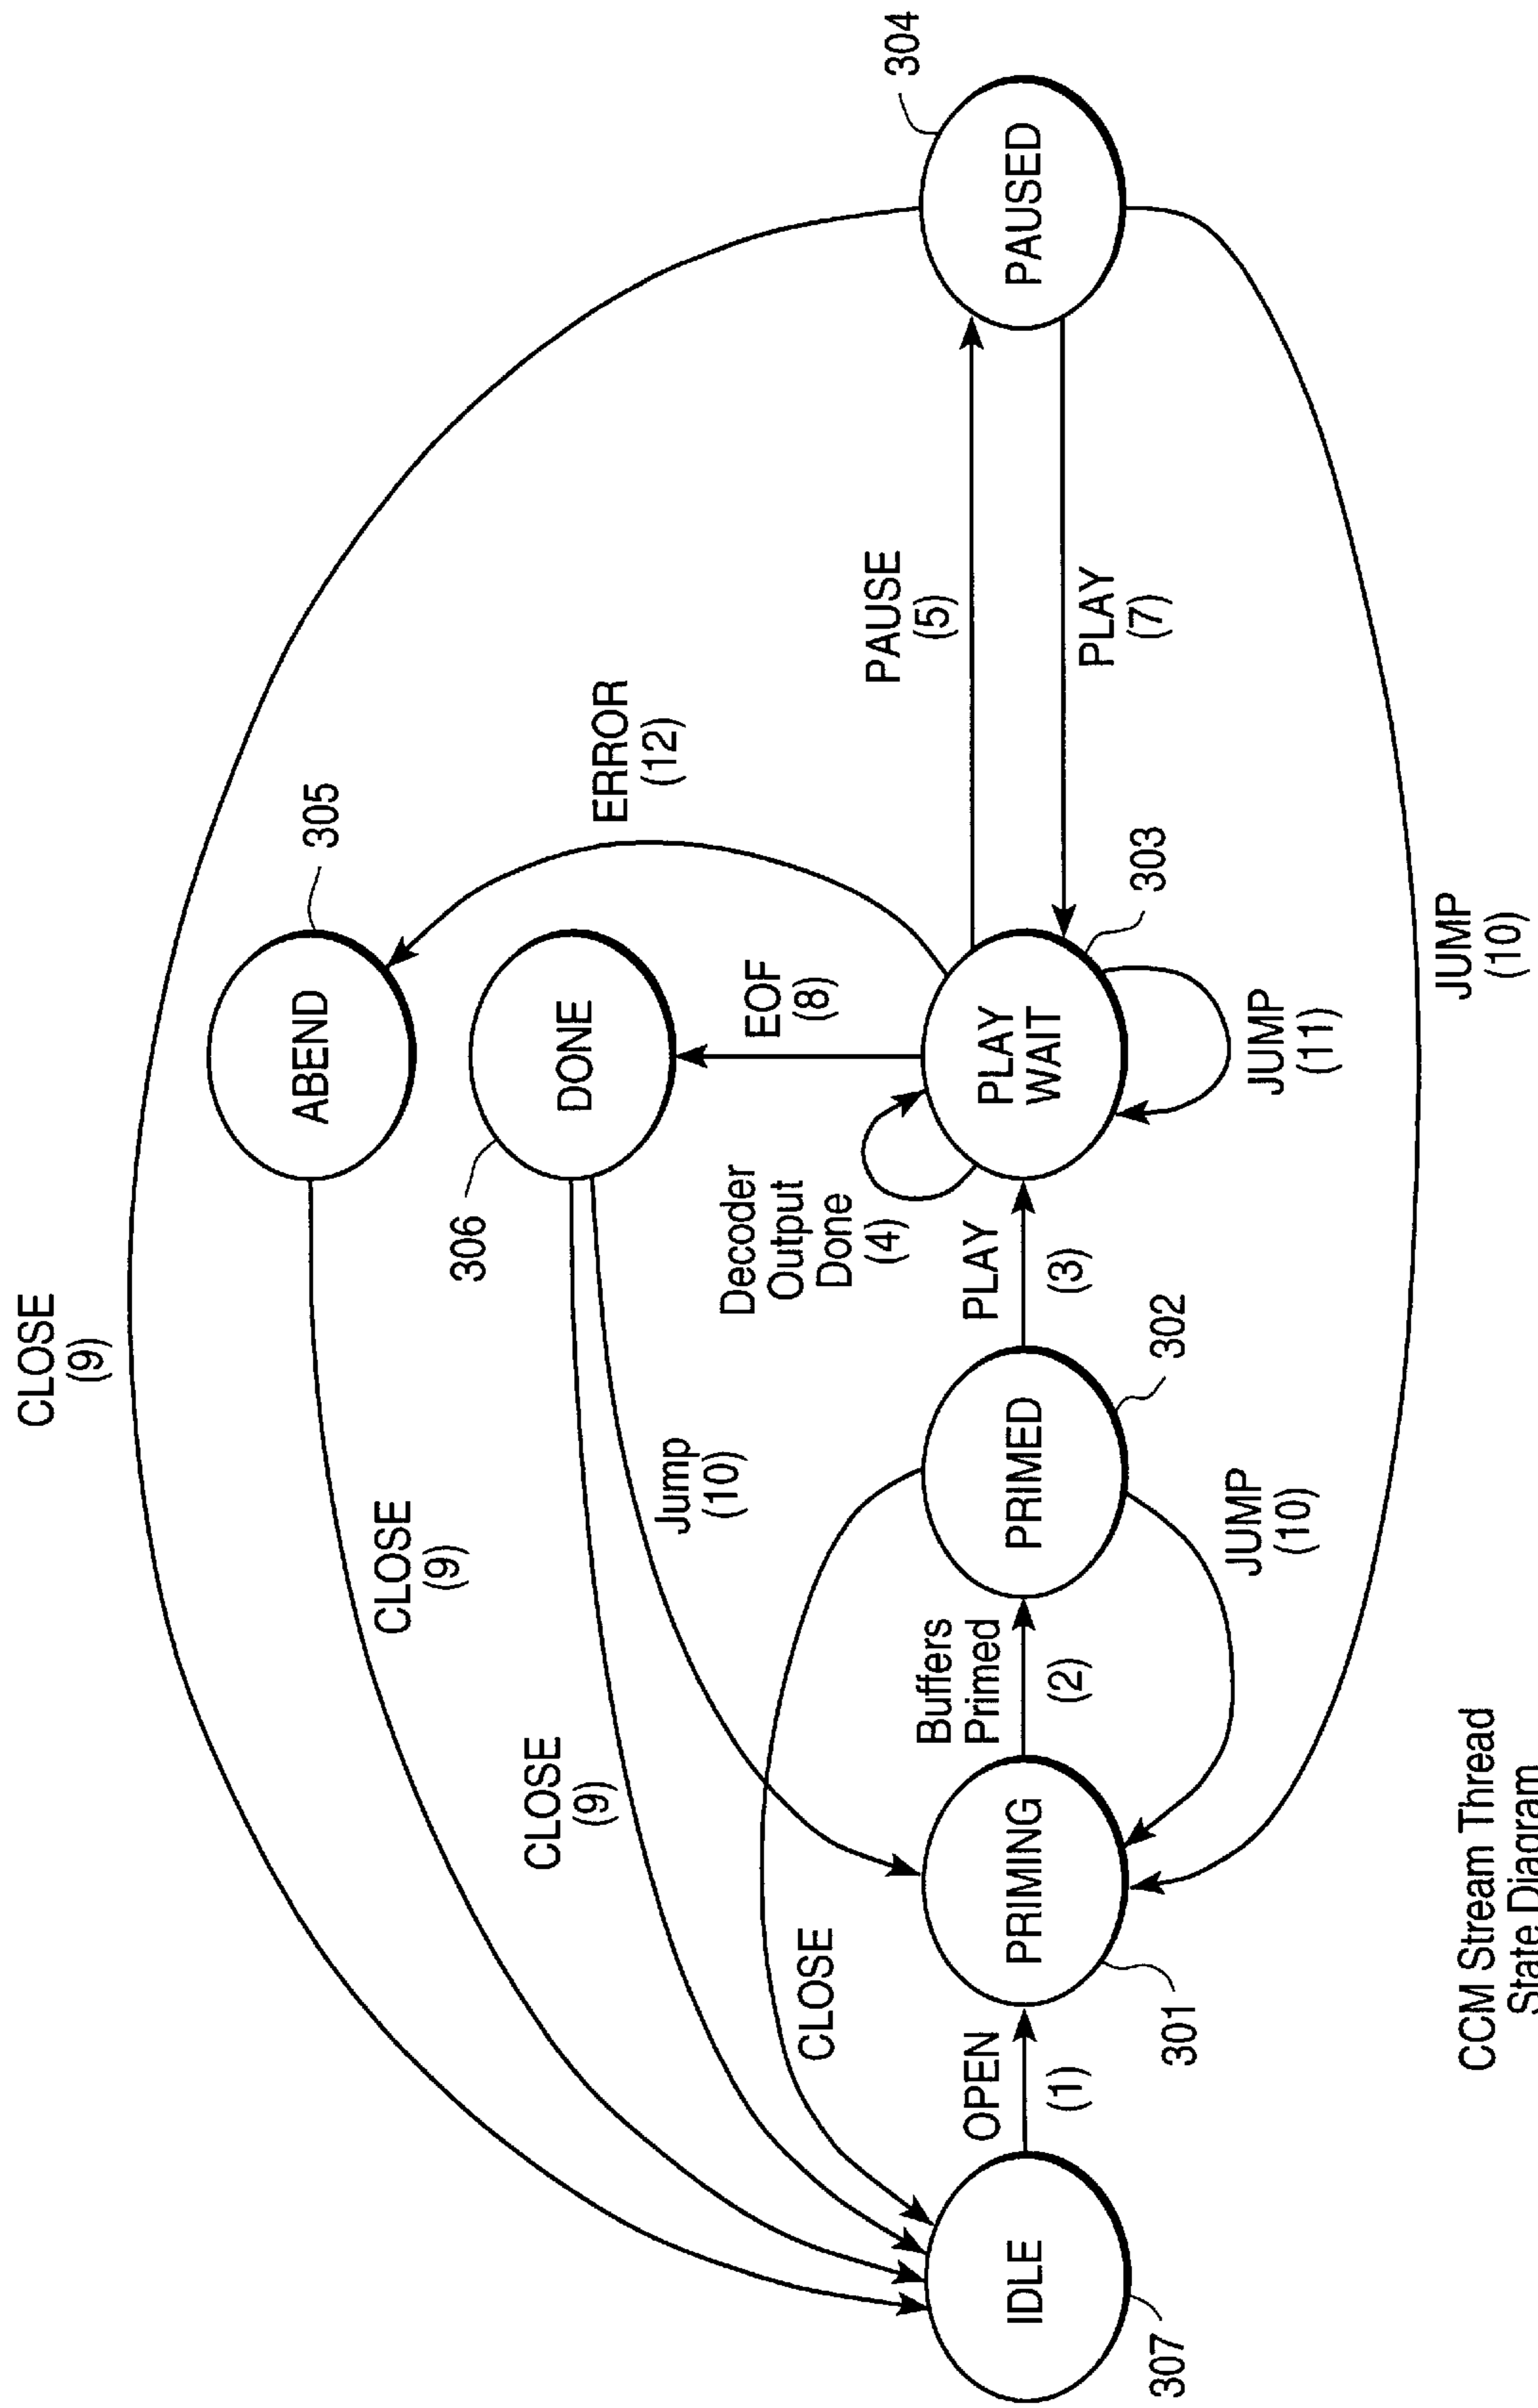 CLOSE
(9)
304
ABEND
305
CLOSE
(9)
ERROR
(12)
306
DONE
CLOSE
(9)
Jump
(10)
EOF
(8)
PAUSE
(5)
Decoder
Output
Done
(4)
CLOSE
Buffers
Primed
(2)
OPEN
(1)
PLAY
(3)
IDLE
PRIMING
PRIMED
PLAY
WAIT
PAUSED
PLAY
(7)
307
301
302
303
JUMP
(10)
JUMP
(11)
JUMP
(10)
CCM Stream Thread
State Diagram